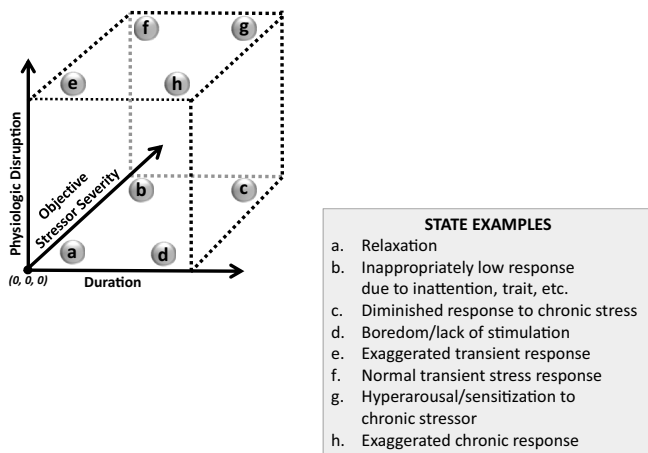 f
g
e
h
Physiologic Disruption
Objective
Stressor Severity
b
c
a
d
(0, 0, 0)
Duration
STATE EXAMPLES
a. Relaxation
b. Inappropriately low response
due to inattention, trait, etc.
c. Diminished response to chronic stress
d. Boredom/lack of stimulation
e. Exaggerated transient response
f. Normal transient stress response
g. Hyperarousal/sensitization to
chronic stressor
h. Exaggerated chronic response